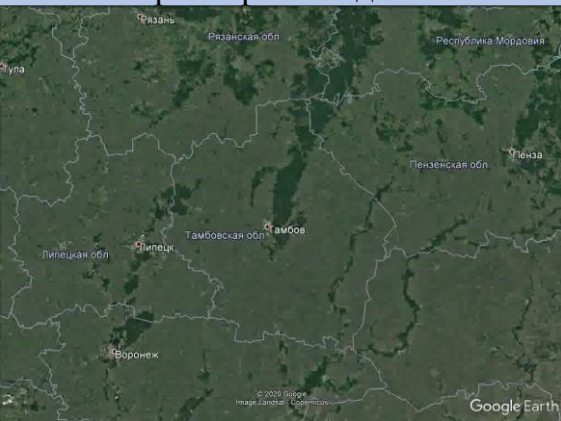 Рязань
Рязанская обл
Республика Мордовия
Тула
Пенза
Пензенская обл.
Тамбов
Тамбовская обл.
Липецк
Липецкая обл
Воронеж
© 2020 Google
Image Landsat / Copernicus
Google Earth